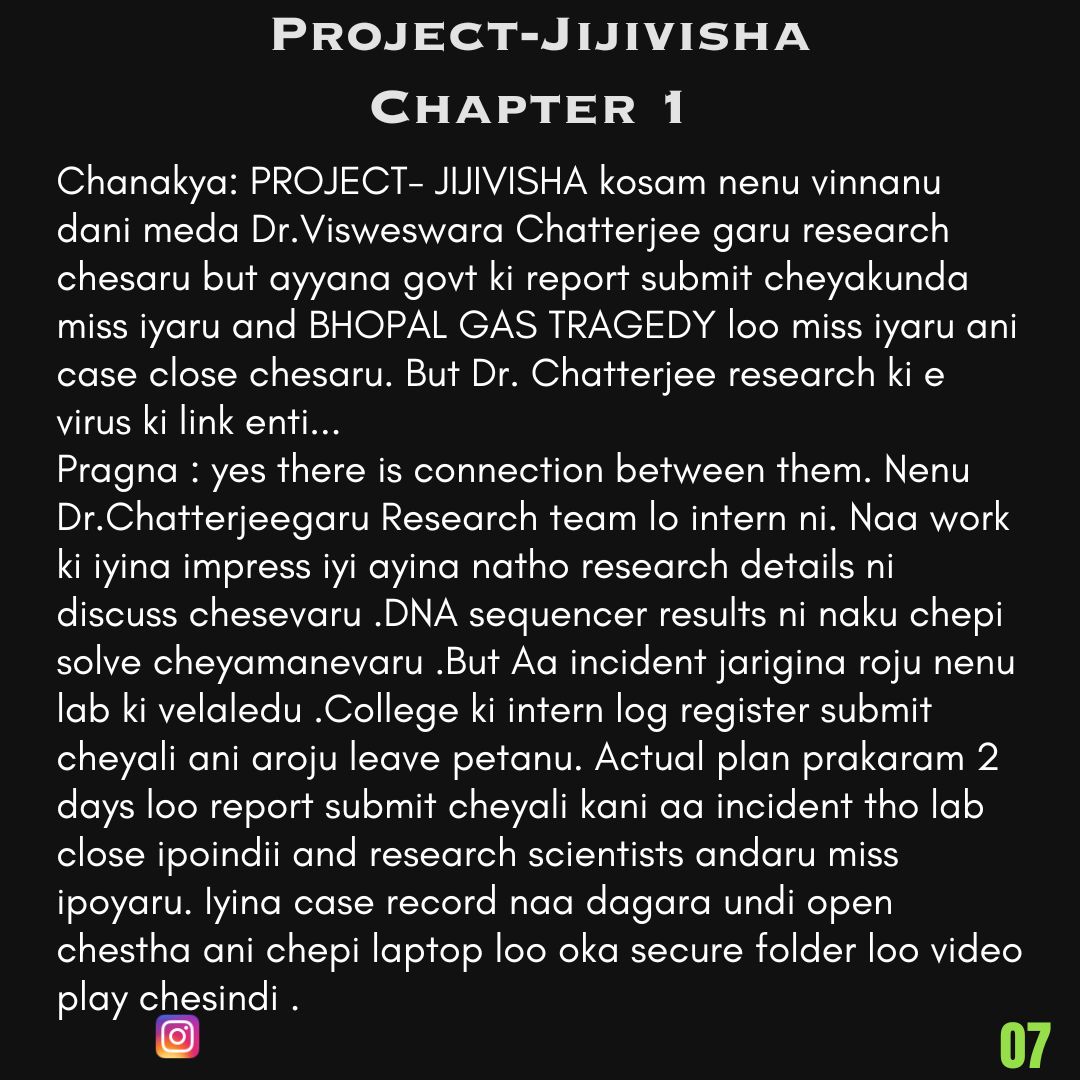 Project-Jijivisha
Chapter 1
Chanakya: PROJECT- JIJIVISHA kosam nenu vinnanu
dani meda Dr.Visweswara Chatterjee garu research
chesaru but ayyana govt ki report submit cheyakunda
miss iyaru and BHOPAL GAS TRAGEDY loo miss iyaru ani
case close chesaru. But Dr. Chatterjee research ki e
virus ki link enti...
Pragna : yes there is connection between them. Nenu
Dr.Chatterjeegaru Research team lo intern ni. Naa work
ki iyina impress iyi ayina natho research details ni
discuss chesevaru .DNA sequencer results ni naku chepi
solve cheyamanevaru .But Aa incident jarigina roju nenu
lab ki velaledu .College ki intern log register submit
cheyali ani aroju leave petanu. Actual plan prakaram 2
days loo report submit cheyali kani aa incident tho lab
close ipoindii and research scientists andaru miss
ipoyaru. Iyina case record naa dagara undi open
chestha ani chepi laptop loo oka secure folder loo video
play chesindi .
07